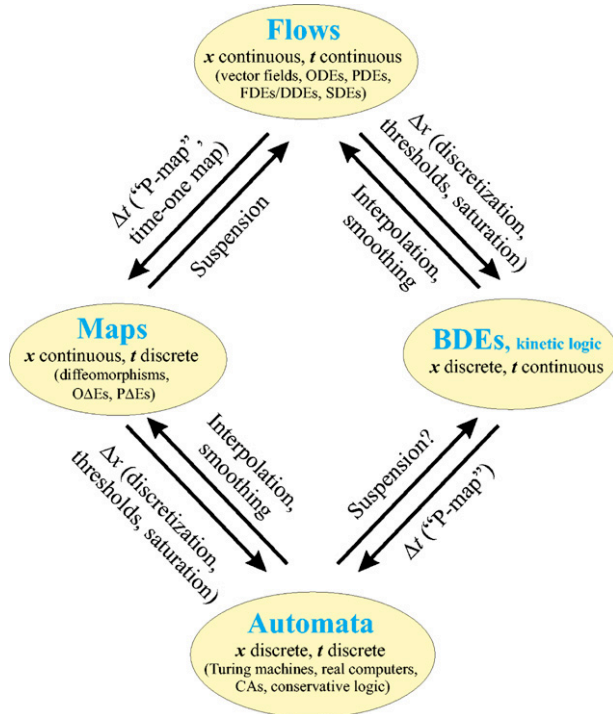 Flows
x continuous, t continuous
(vector fields, ODEs, PDEs,
FDEs/DDEs, SDEs)
Δt (“P-map”,
time-one map)
Suspension
Δx (discretization,
thresholds, saturation)
Interpolation,
smoothing
Maps
x continuous, t discrete
(diffeomorphisms,
OΔEs, PΔEs)
BDEs, kinetic logic
x discrete, t continuous
Δx (discretization,
thresholds, saturation)
Interpolation,
smoothing
Suspension?
Δt (“P-map”)
Automata
x discrete, t discrete
(Turing machines, real computers,
CAs, conservative logic)